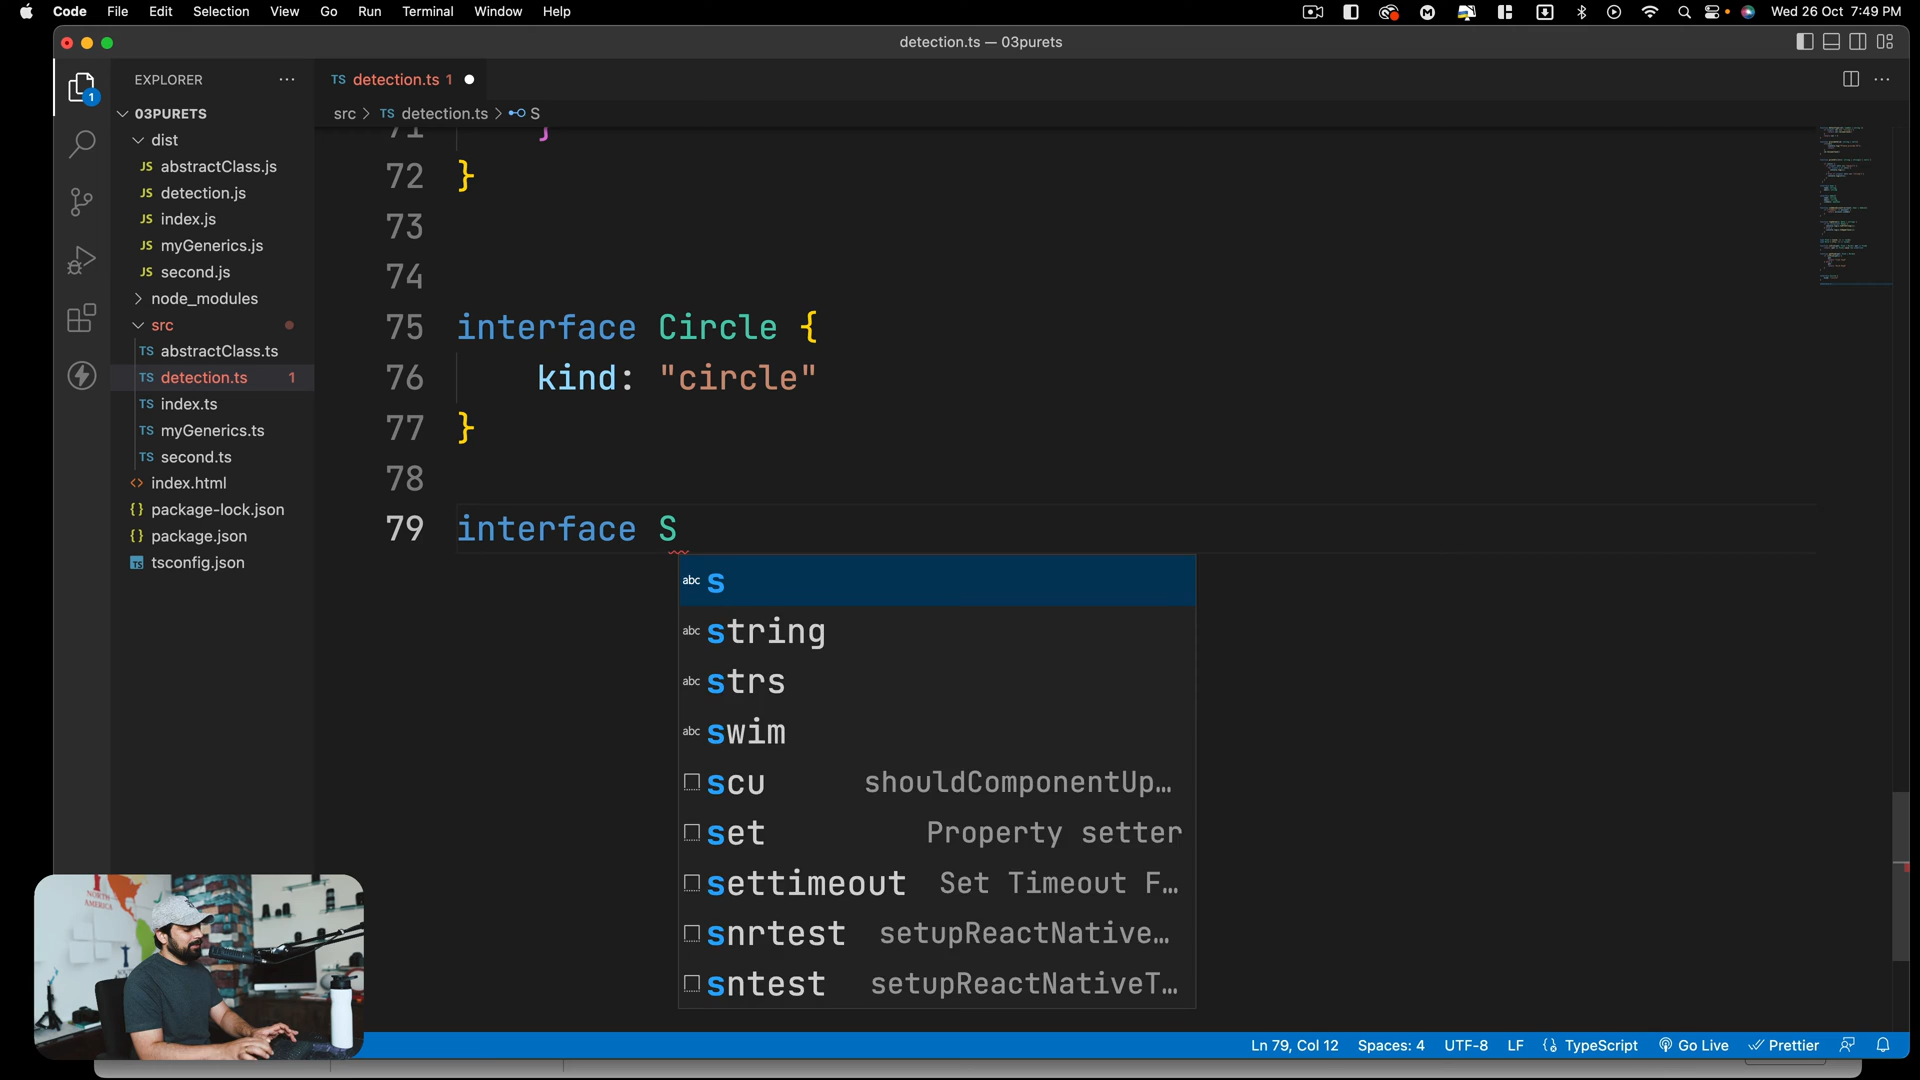 Code File Edit Selection View Go Run Terminal Window Help Wed 26 Oct 7:49 PM
detection.ts — 03purets
EXPLORER ···
TS detection.ts 1
src > TS detection.ts > S
03PURETS
dist
JS abstractClass.js
JS detection.js
JS index.js
JS myGenerics.js
JS second.js
node_modules
src
TS abstractClass.ts
TS detection.ts 1
TS index.ts
TS myGenerics.ts
TS second.ts
<> index.html
{} package-lock.json
{} package.json
TS tsconfig.json
1
71 }
72 }
73
74
75 interface Circle {
76 kind: "circle"
77 }
78
79 interface S
abc s
abc string
abc strs
abc swim
scu shouldComponentUp…
set Property setter
settimeout Set Timeout F…
snrtest setupReactNative…
sntest setupReactNativeT…
NORTH
AMERICA
Ln 79, Col 12 Spaces: 4 UTF-8 LF {} TypeScript Go Live Prettier